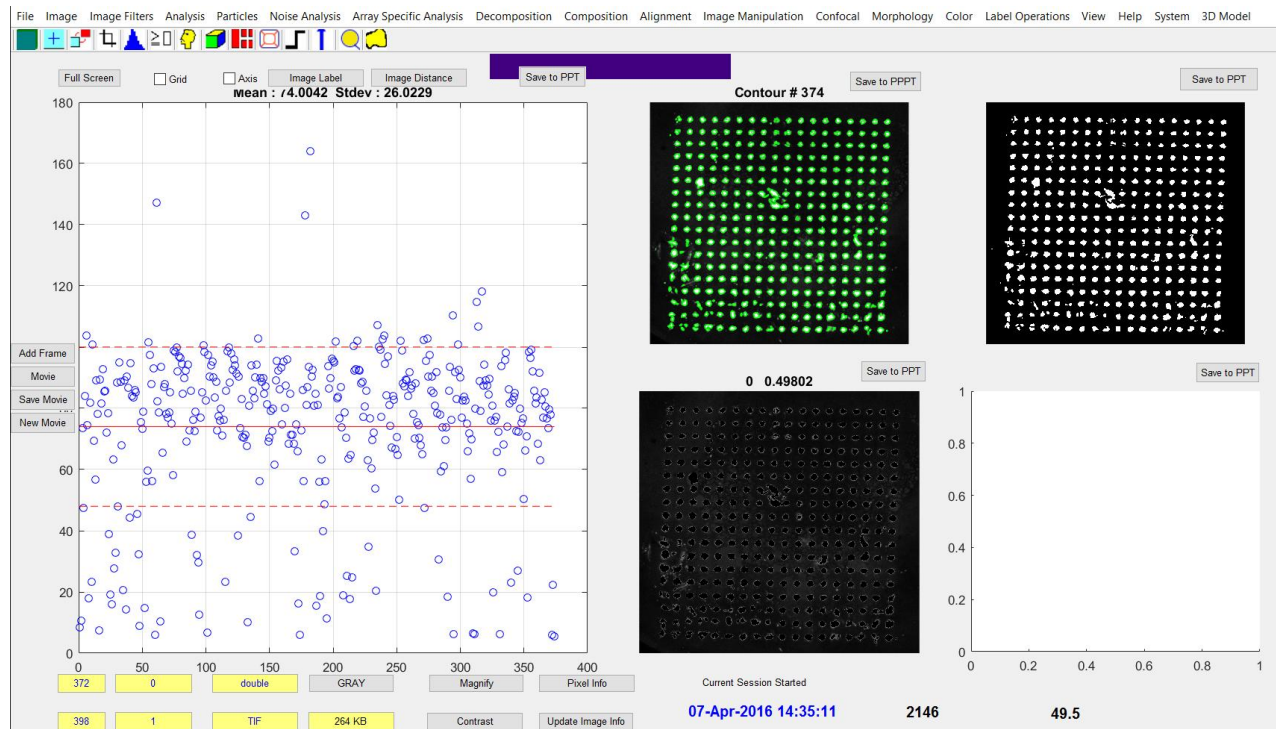 File Image Image Filters Analysis Particles Noise Analysis Array Specific Analysis Decomposition Composition Alignment Image Manipulation Confocal Morphology Color Label Operations View Help System 3D Model
Full Screen Grid Axis Image Label Image Distance Save to PPT
Mean : 74.0042 Stdev : 26.0229
Contour # 374 Save to PPPT
Save to PPT
180
160
140
120
60
40
20
0
0 50 100 150 200 250 300 350 400
Add Frame
Movie
Save Movie
New Movie
0 0.49802 Save to PPT
Save to PPT
1
0.8
0.6
0.4
0.2
0
0 0.2 0.4 0.6 0.8 1
372 0 double GRAY Magnify Pixel Info Current Session Started
398 1 TIF 264 KB Contrast Update Image Info 07-Apr-2016 14:35:11 2146 49.5